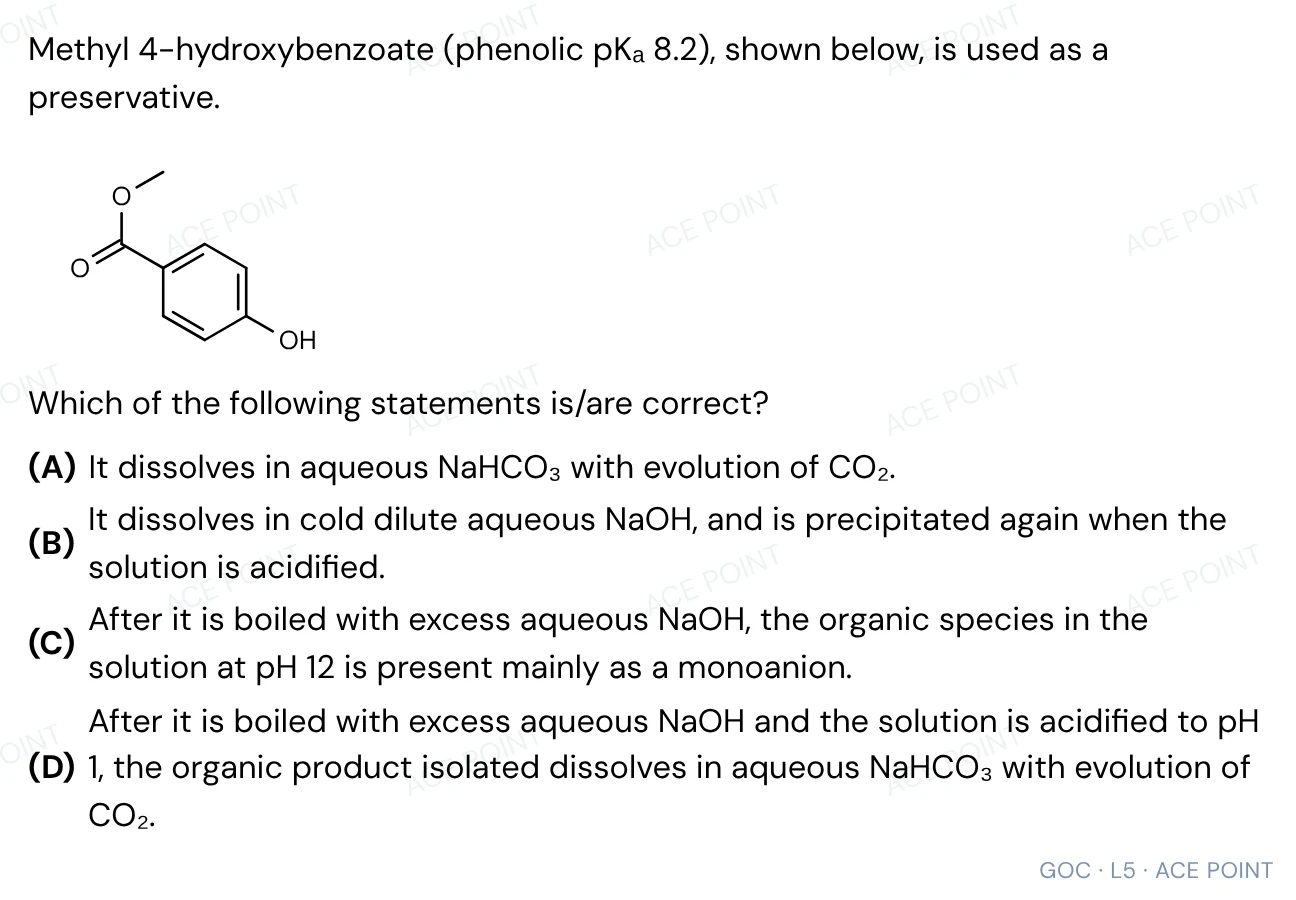 Methyl 4-hydroxybenzoate (phenolic pKₐ 8.2), shown below, is used as a
preservative.
O
O
OH
Which of the following statements is/are correct?
(A) It dissolves in aqueous NaHCO₃ with evolution of CO₂.
(B) It dissolves in cold dilute aqueous NaOH, and is precipitated again when the
solution is acidified.
(C) After it is boiled with excess aqueous NaOH, the organic species in the
solution at pH 12 is present mainly as a monoanion.
(D) After it is boiled with excess aqueous NaOH and the solution is acidified to pH
1, the organic product isolated dissolves in aqueous NaHCO₃ with evolution of
CO₂.
GOC · L5 · ACE POINT